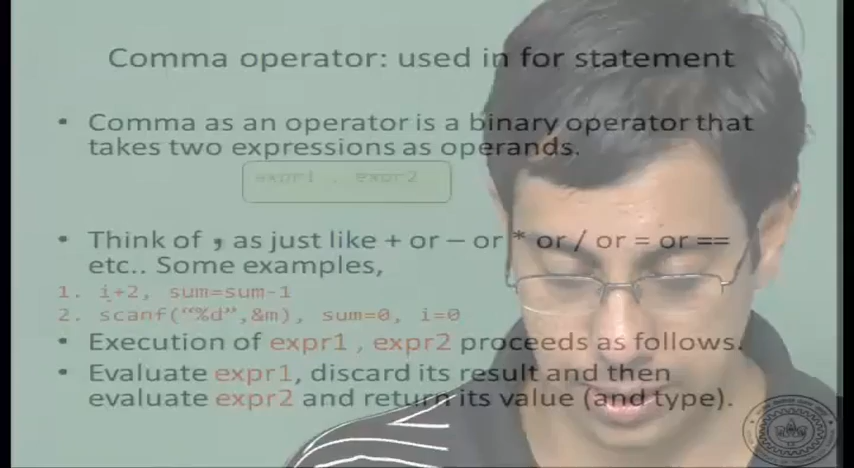 Comma operator: used in for statement
• Comma as an operator is a binary operator that
takes two expressions as operands.
expr1 , expr2
• Think of , as just like + or – or * or / or = or ==
etc.. Some examples,
1. i+2, sum=sum-1
2. scanf(“%d”,&m), sum=0, i=0
• Execution of expr1 , expr2 proceeds as follows.
• Evaluate expr1, discard its result and then
evaluate expr2 and return its value (and type).